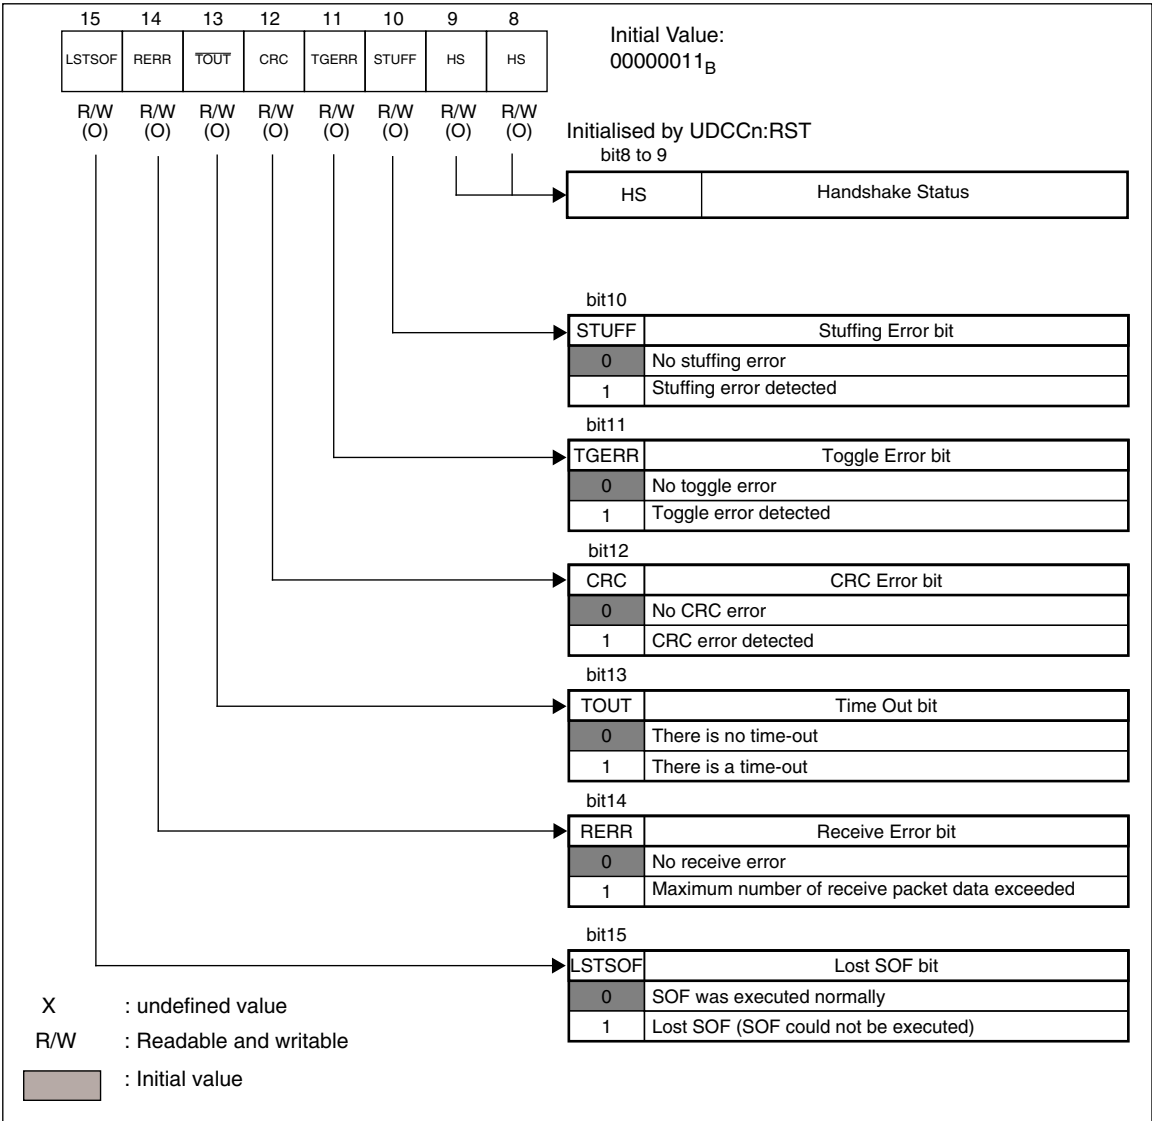 15 14 13 12 11 10 9 8
LSTSOF RERR TOUT CRC TGERR STUFF HS HS
R/W R/W R/W R/W R/W R/W R/W R/W
(O) (O) (O) (O) (O) (O) (O) (O)
Initial Value:
00000011B
Initialised by UDCCn:RST
bit8 to 9
HS Handshake Status
bit10
STUFF Stuffing Error bit
0 No stuffing error
1 Stuffing error detected
bit11
TGERR Toggle Error bit
0 No toggle error
1 Toggle error detected
bit12
CRC CRC Error bit
0 No CRC error
1 CRC error detected
bit13
TOUT Time Out bit
0 There is no time-out
1 There is a time-out
bit14
RERR Receive Error bit
0 No receive error
1 Maximum number of receive packet data exceeded
bit15
LSTSOF Lost SOF bit
0 SOF was executed normally
1 Lost SOF (SOF could not be executed)
X : undefined value
R/W : Readable and writable
: Initial value